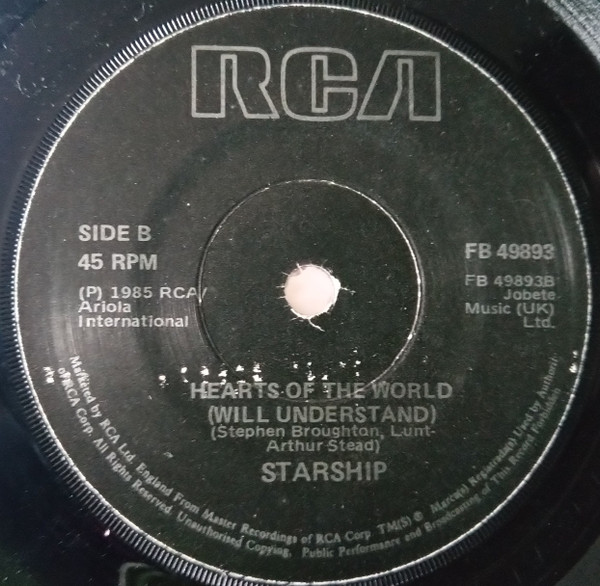 RCA
SIDE B
45 RPM
(P) 1985 RCA/
Ariola
International
FB 49893
FB 49893B
Jobete
Music (UK)
Ltd.
HEARTS OF THE WORLD
(WILL UNDERSTAND)
(Stephen Broughton, Lunt-
Arthur Stead)
STARSHIP
Marketed by RCA Ltd. England From Master Recordings of RCA Corp. TM(S) ® Marca(s) Registrada(s) Used by Authority
of RCA Corp. All Rights Reserved. Unauthorised Copying, Public Performance and Broadcasting of This Record Forbidden